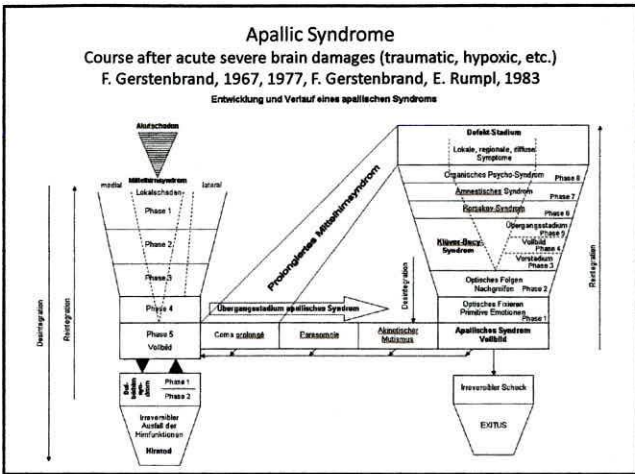 Apallic Syndrome
Course after acute severe brain damages (traumatic, hypoxic, etc.)
F. Gerstenbrand, 1967, 1977, F. Gerstenbrand, E. Rumpl, 1983
Entwicklung und Verlauf eines apallischen Syndroms
Akutschaden
Mittelhirnsyndrom
medial
Lokalschaden
lateral
Phase 1
Phase 2
Phase 3
Phase 4
Phase 5
Vollbild
Desintegration
Reintegration
Phase 1
Phase 2
Irreversibler
Ausfall der
Hirnfunktionen
Hirntod
Prolongiertes Mittelhirnsyndrom
Übergangsstadium apallisches Syndrom
Coma prolongé
Parasomnie
Akinetischer
Mutismus
Desintegration
Defekt-Stadium
Lokale, regionale, diffuse
Symptome
Organisches Psycho-Syndrom
Phase 8
Amnestisches Syndrom
Phase 7
Korsakov-Syndrom
Phase 6
Klüver-Bucy-
Syndrom
Übergangsstadium
Phase 5
Vollbild
Phase 4
Vorstadium
Phase 3
Optisches Folgen
Nachgreifen
Phase 2
Optisches Fixieren
Primitive Emotionen
Phase 1
Apallisches Syndrom
Vollbild
Reintegration
Irreversibler Schock
EXITUS